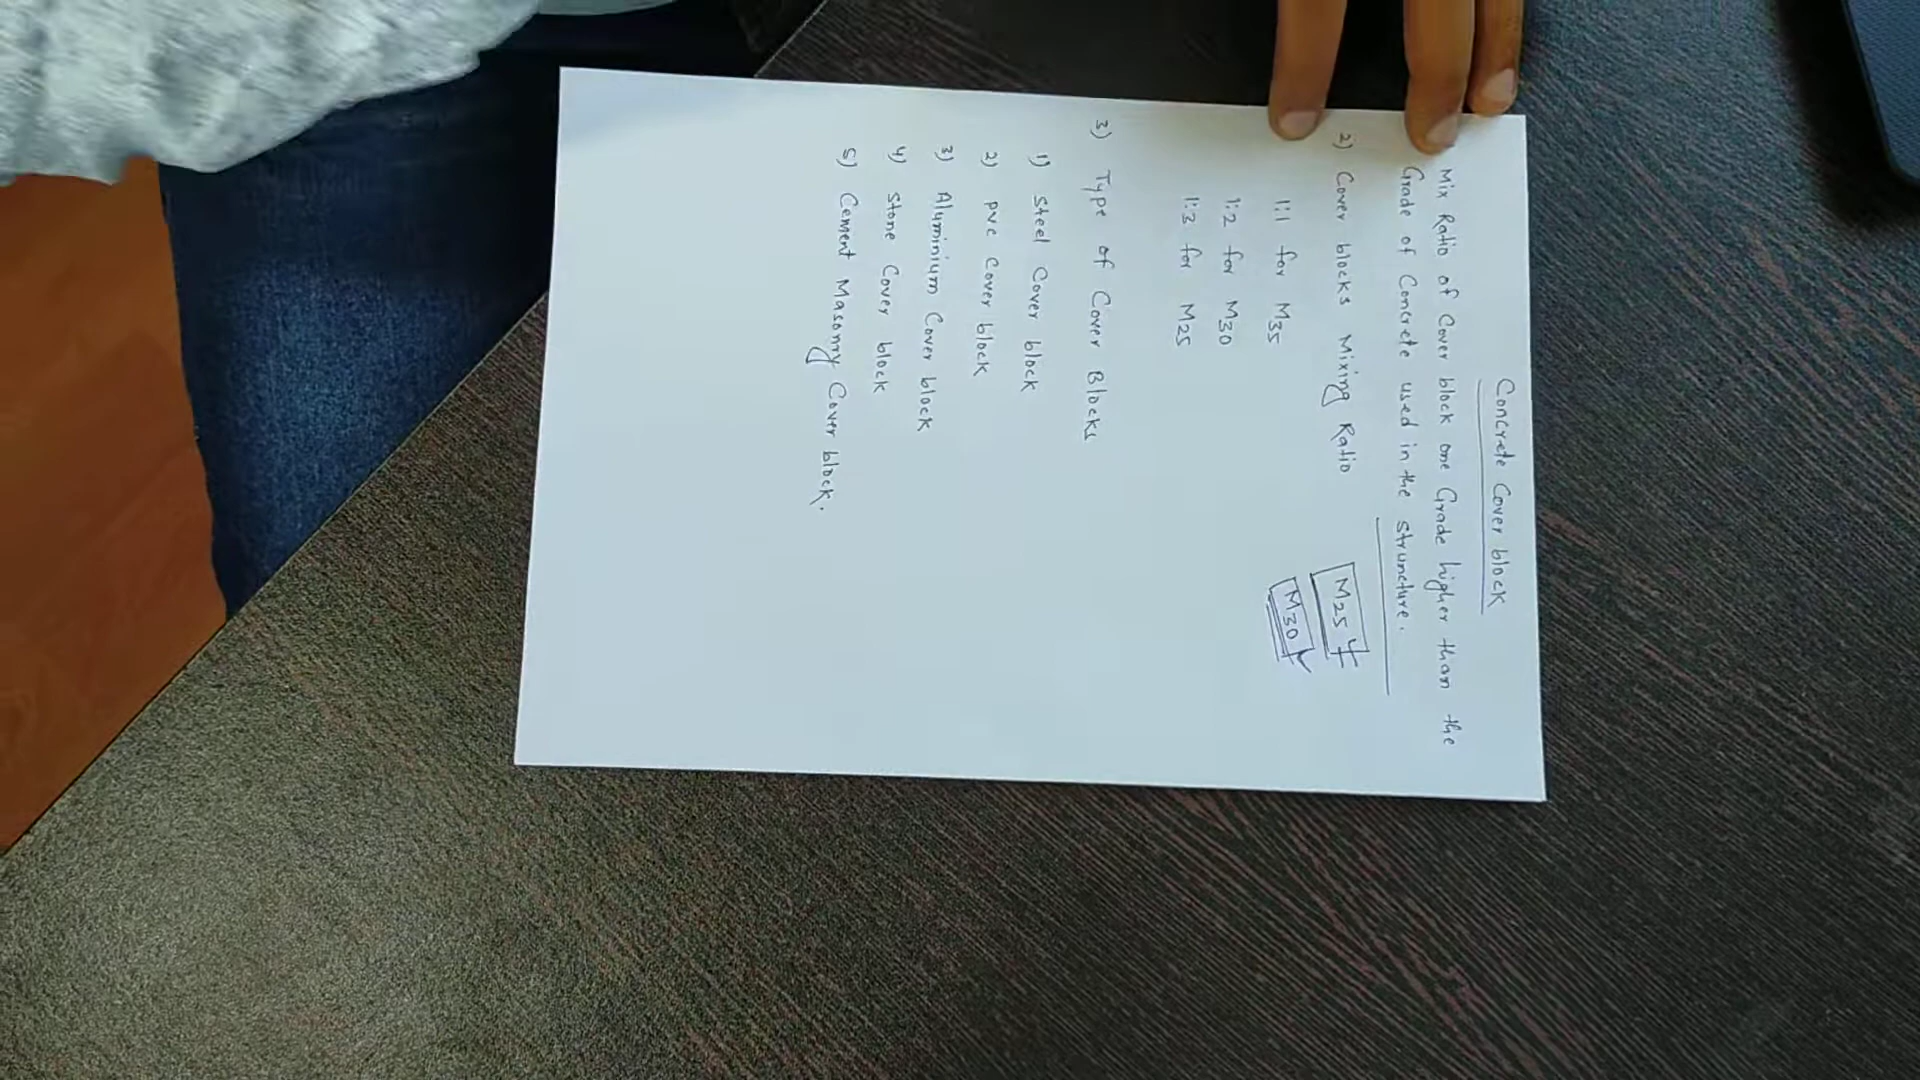 Concrete Cover block
Mix Ratio of Cover block one Grade higher than the
Grade of Concrete used in the struncture.
2) Cover blocks Mixing Ratio
M25
M30
1:1 for M35
1:2 for M30
1:3 for M25
3) Type of Cover Blocks
1) Steel Cover block
2) pvc Cover block
3) Aluminium Cover block
4) Stone Cover block
5) Cement Masonry Cover block.